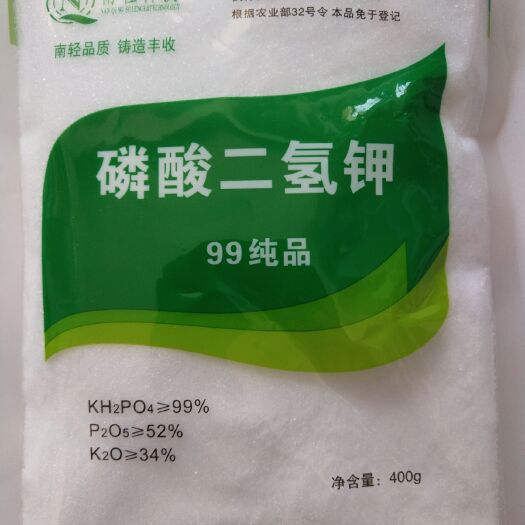 根据农业部32号令 本品免于登记
南轻品质 铸造丰收
磷酸二氢钾
99纯品
KH₂PO₄≥99%
P₂O₅≥52%
K₂O≥34%
净含量：400g